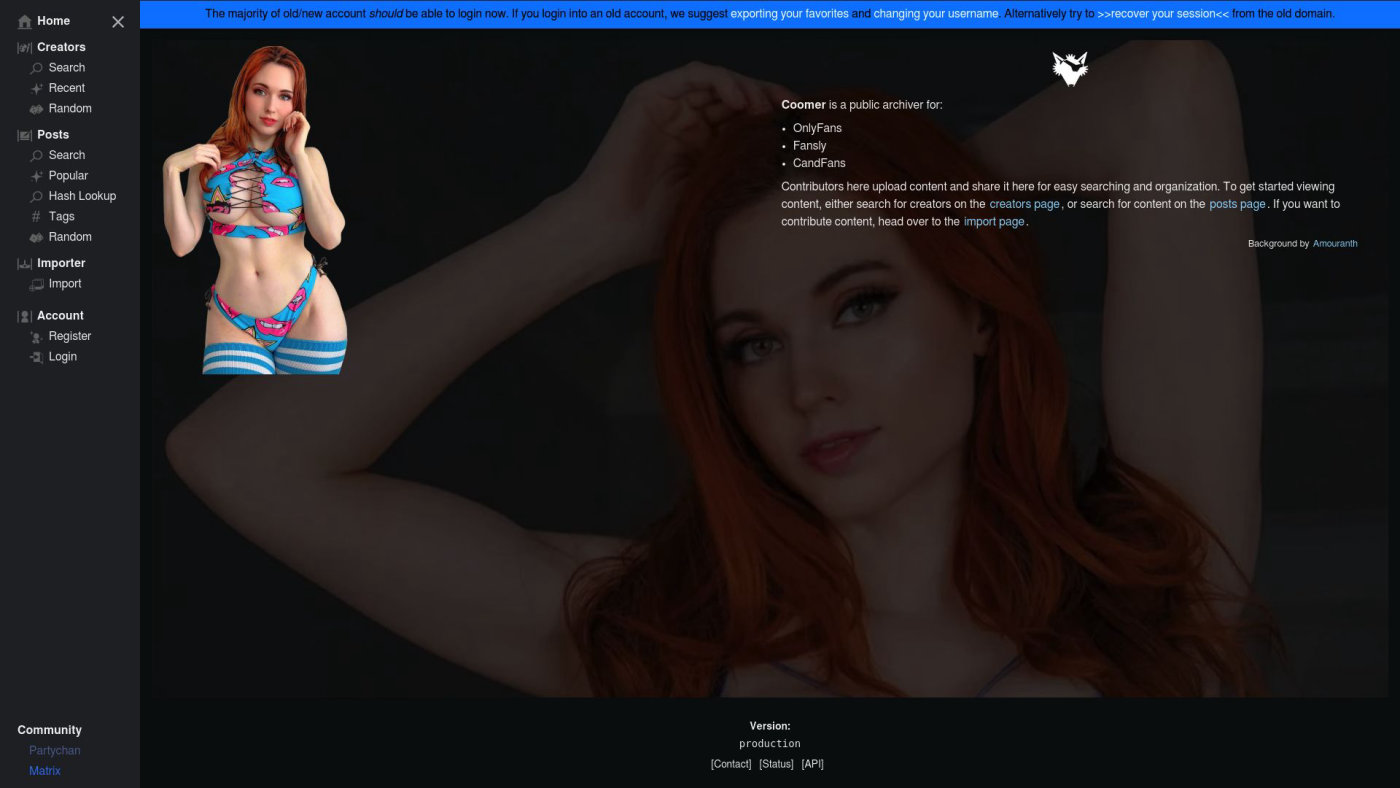 Home
Creators
Search
Recent
Random
Posts
Search
Popular
Hash Lookup
Tags
Random
Importer
Import
Account
Register
Login
Community
Partychan
Matrix
The majority of old/new account should be able to login now. If you login into an old account, we suggest exporting your favorites and changing your username. Alternatively try to >>recover your session<< from the old domain.
Coomer is a public archiver for:
• OnlyFans
• Fansly
• CandFans
Contributors here upload content and share it here for easy searching and organization. To get started viewing
content, either search for creators on the creators page, or search for content on the posts page. If you want to
contribute content, head over to the import page.
Background by Amouranth
Version:
production
[Contact] [Status] [API]